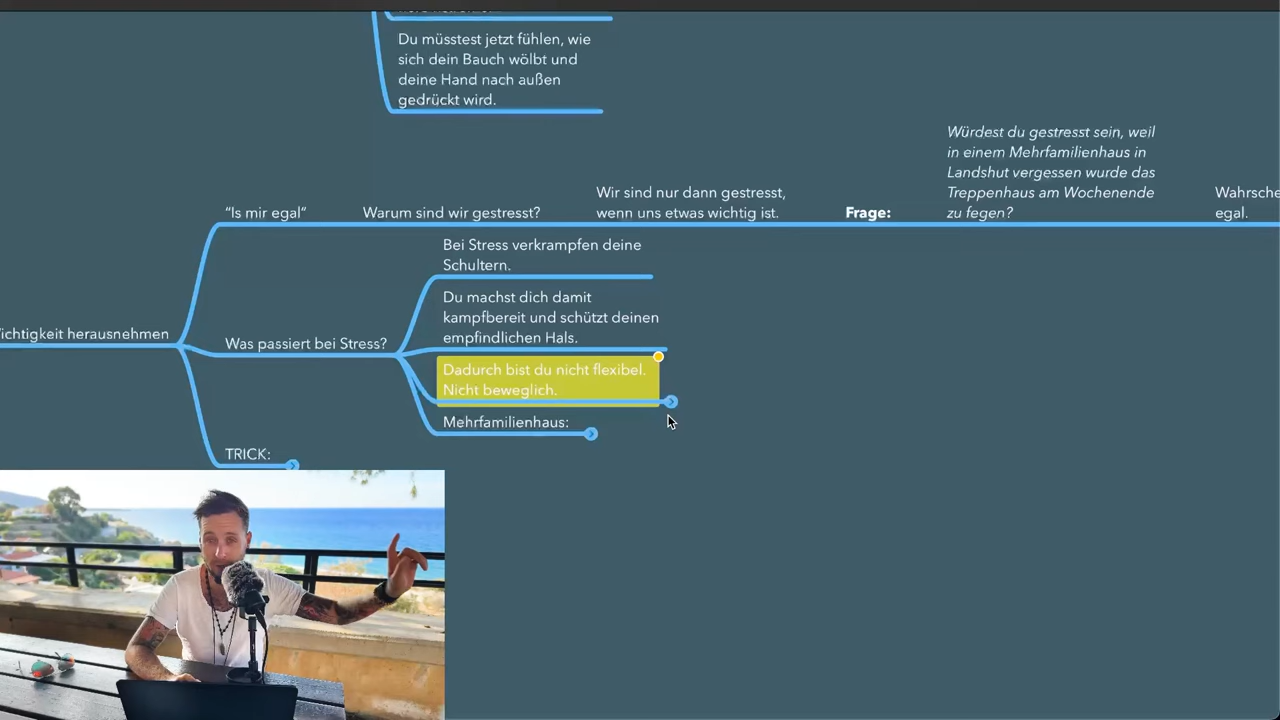 Du müsstest jetzt fühlen, wie
sich dein Bauch wölbt und
deine Hand nach außen
gedrückt wird.
Würdest du gestresst sein, weil
in einem Mehrfamilienhaus in
Landshut vergessen wurde das
Treppenhaus am Wochenende
zu fegen?
"Is mir egal"
Warum sind wir gestresst?
Wir sind nur dann gestresst,
wenn uns etwas wichtig ist.
Frage:
egal.
Bei Stress verkrampfen deine
Schultern.
Du machst dich damit
kampfbereit und schützt deinen
empfindlichen Hals.
herausnehmen
Was passiert bei Stress?
Dadurch bist du nicht flexibel.
Nicht beweglich.
Mehrfamilienhaus:
TRICK: